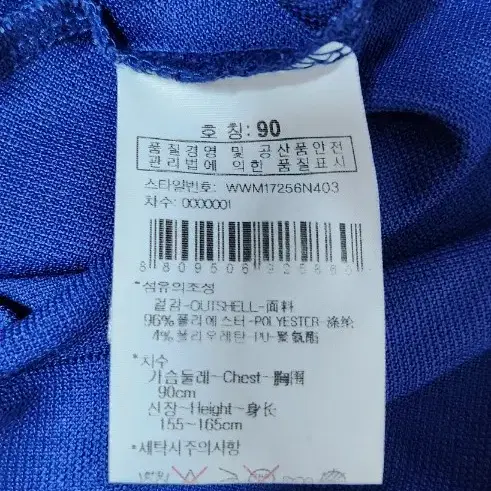 호 칭: 90
품질경영 및 공산품안전
관리법에 의한 품질표시
스타일번호: WWM17256N403
차수: 0000001
8 809506 925880
*섬유의조성
겉감-OUTSHELL-面料
96% 폴리에스터-POLYESTER-涤纶
4% 폴리우레탄-PU-聚氨酯
*치수
가슴둘레-Chest-胸围
90cm
신장-Height-身长
155-165cm
*세탁시주의사항